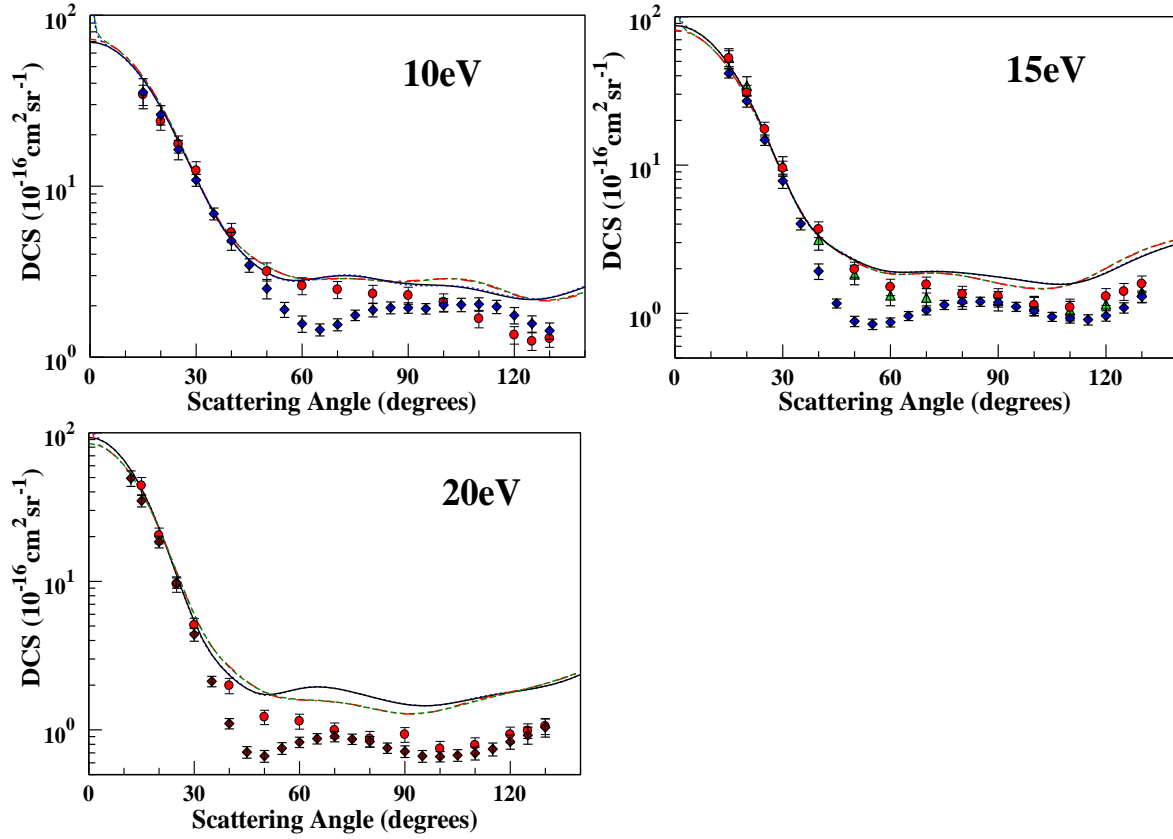 10eV
DCS (10⁻¹⁶cm²sr⁻¹)
10²
10¹
10⁰
0 30 60 90 120
Scattering Angle (degrees)
15eV
DCS (10⁻¹⁶cm²sr⁻¹)
10²
10¹
10⁰
0 30 60 90 120
Scattering Angle (degrees)
20eV
DCS (10⁻¹⁶cm²sr⁻¹)
10²
10¹
10⁰
0 30 60 90 120
Scattering Angle (degrees)